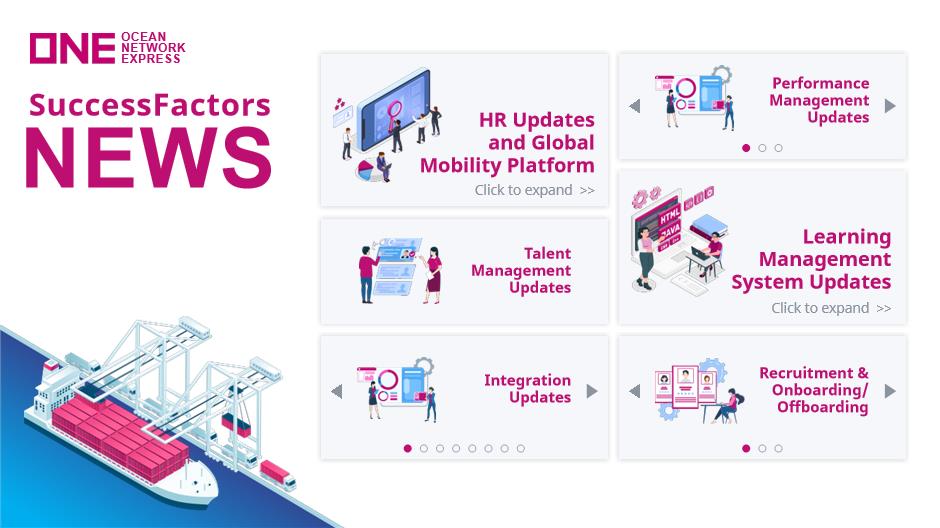 ONE
OCEAN
NETWORK
EXPRESS
SuccessFactors
NEWS
HR Updates
and Global
Mobility Platform
Click to expand >>
Talent
Management
Updates
Integration
Updates
Performance
Management
Updates
HTML
JAVA
Learning
Management
System Updates
Click to expand >>
Recruitment &
Onboarding/
Offboarding